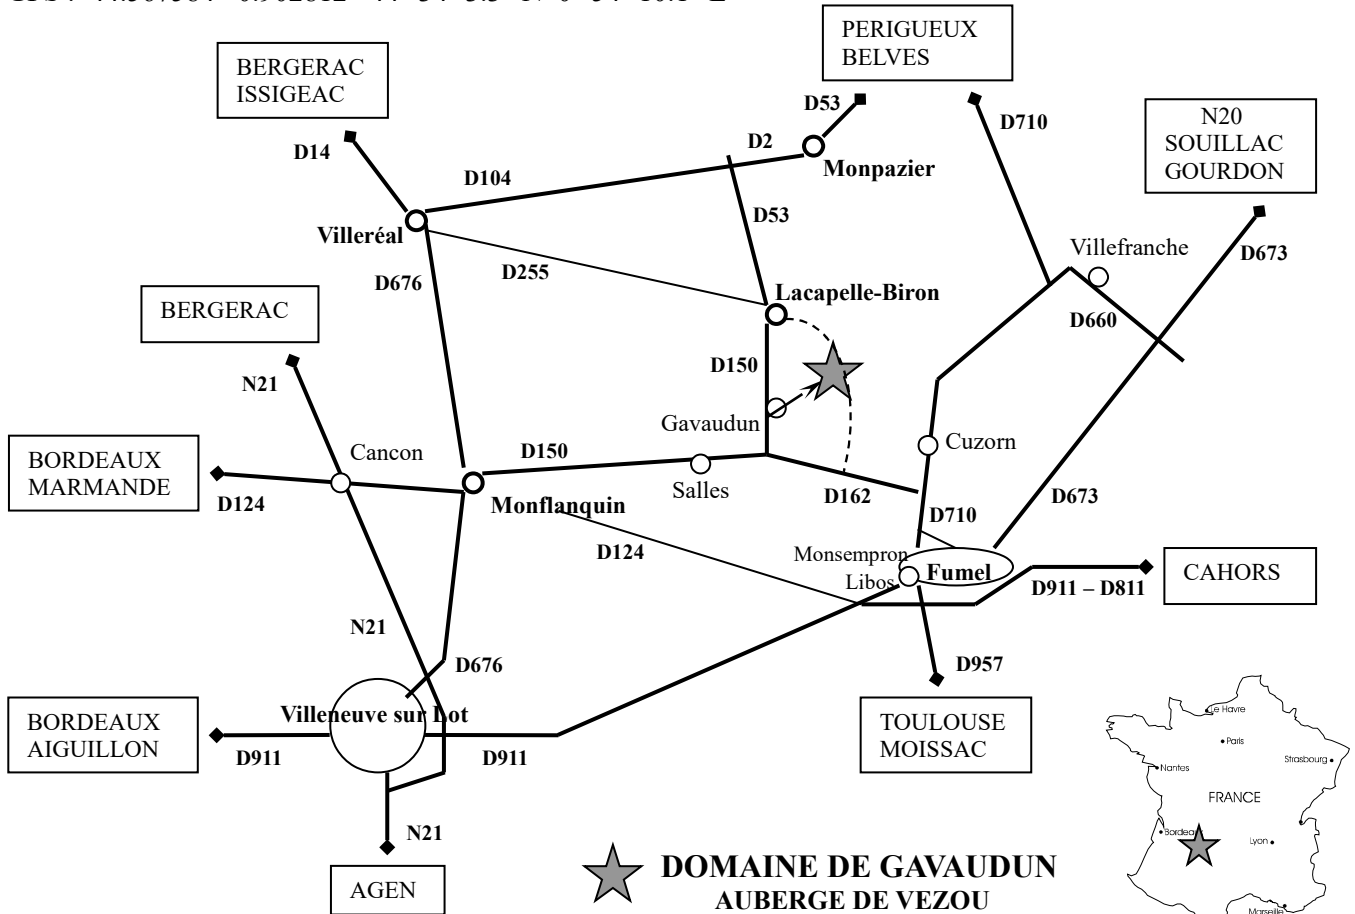 PERIGUEUX
BELVES
BERGERAC
ISSIGEAC
D53
D710
N20
SOUILLAC
GOURDON
D14
D2
Monpazier
D104
D53
Villeréal
D255
D676
Villefranche
D673
Lacapelle-Biron
BERGERAC
D660
D150
N21
Gavaudun
Cuzorn
Cancon
D150
BORDEAUX
MARMANDE
D124
Salles
D162
D673
Monflanquin
D710
D124
Monsempron
Libos
Fumel
D911 – D811
CAHORS
N21
D676
D957
BORDEAUX
AIGUILLON
Villeneuve sur Lot
D911
D911
TOULOUSE
MOISSAC
Le Havre
Paris
Strasbourg
Nantes
FRANCE
Bordeaux
Lyon
N21
AGEN
DOMAINE DE GAVAUDUN
AUBERGE DE VEZOU
Marseille